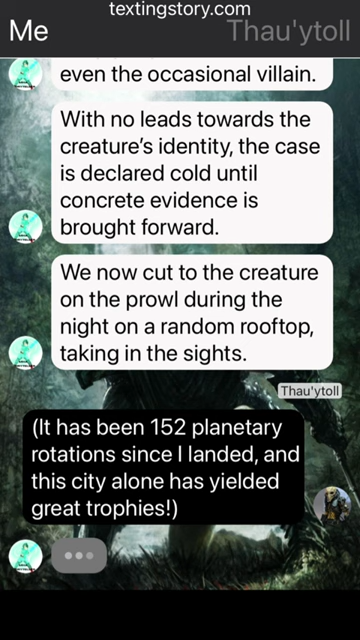 textingstory.com
Me
Thau'ytoll
even the occasional villain.
With no leads towards the
creature’s identity, the case
is declared cold until
concrete evidence is
brought forward.
We now cut to the creature
on the prowl during the
night on a random rooftop,
taking in the sights.
Thau'ytoll
(It has been 152 planetary
rotations since I landed, and
this city alone has yielded
great trophies!)